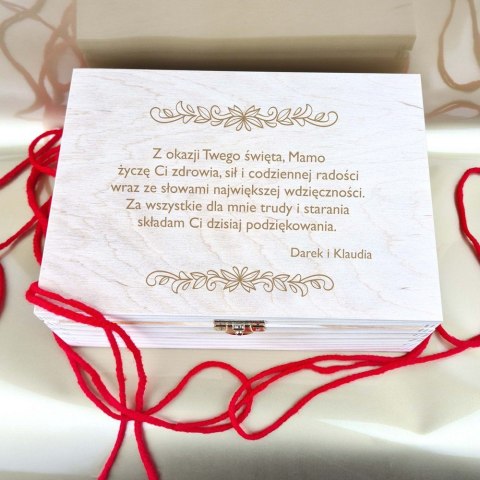 Z okazji Twego święta, Mamo
życzę Ci zdrowia, sił i codziennej radości
wraz ze słowami największej wdzięczności.
Za wszystkie dla mnie trudy i starania
składam Ci dzisiaj podziękowania.
Darek i Klaudia